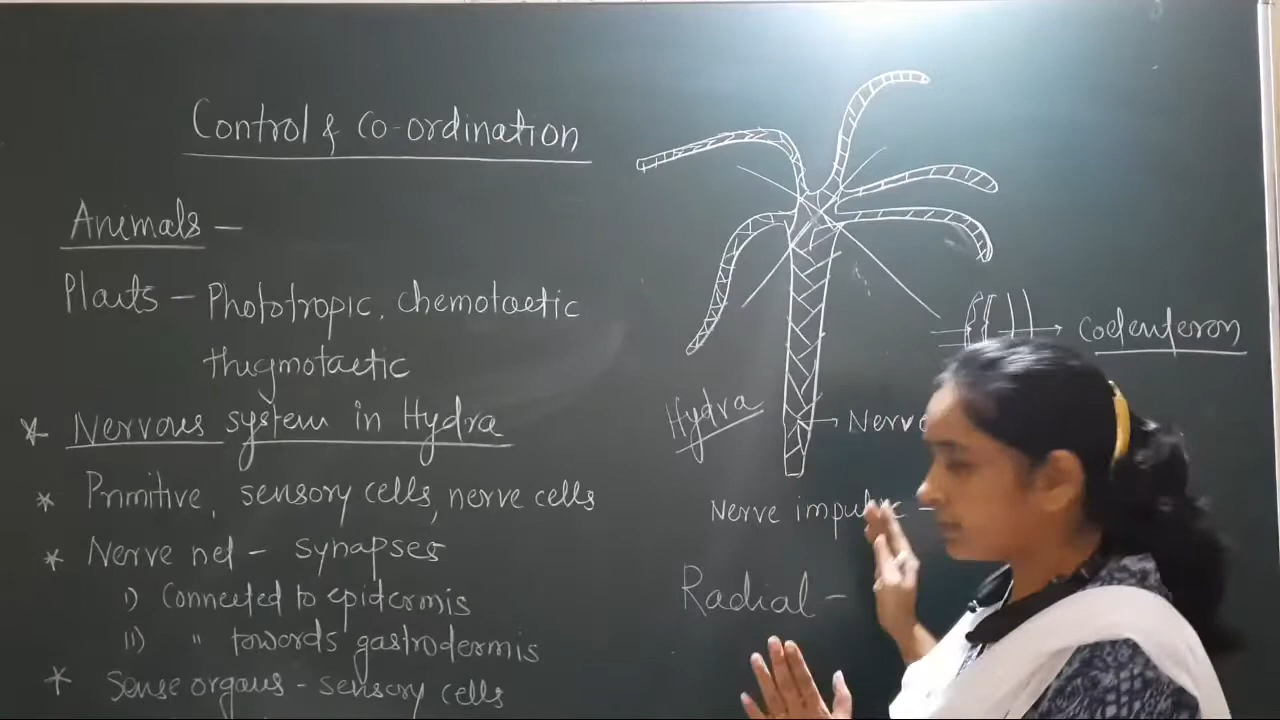 Control & Co-ordination
Animals -
Plants - Phototropic, chemotactic
thigmotactic
* Nervous system in Hydra
* Primitive, sensory cells, nerve cells
* Nerve net - synapses
i) Connected to epidermis
ii) " towards gastrodermis
* Sense organs - sensory cells
Coelenteron
Hydra
Nerve
Nerve impulse -
Radial -